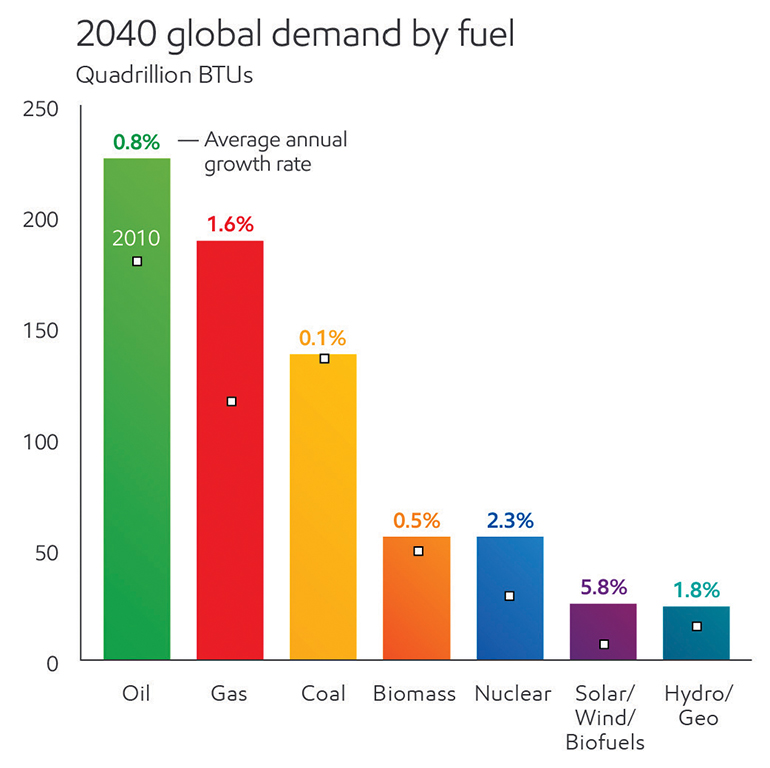 2040 global demand by fuel
Quadrillion BTUs
250
200
150
100
50
0
0.8%
Average annual
growth rate
2010
1.6%
0.1%
0.5%
2.3%
5.8%
1.8%
Oil
Gas
Coal
Biomass
Nuclear
Solar/
Wind/
Biofuels
Hydro/
Geo